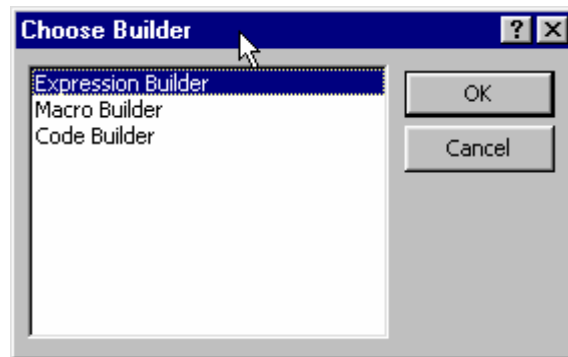 Choose Builder
?
Expression Builder
Macro Builder
Code Builder
OK
Cancel